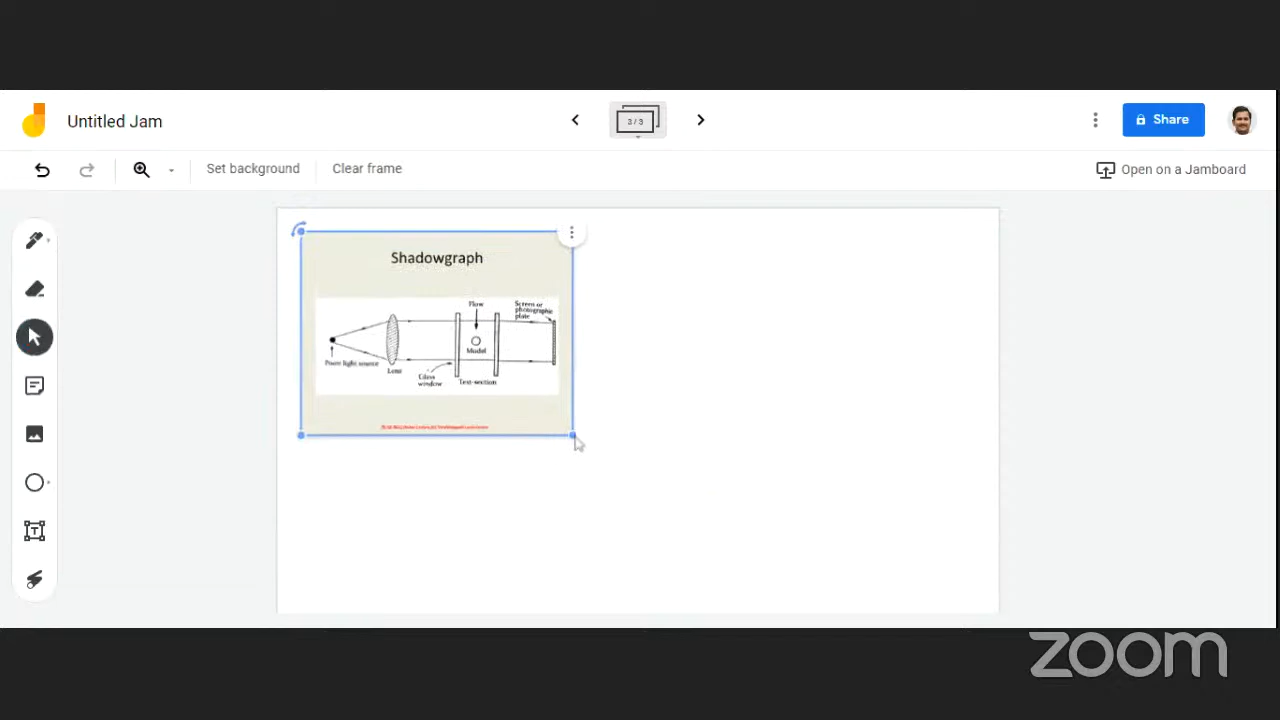 Untitled Jam
3 / 3
Share
Set background
Clear frame
Open on a Jamboard
Shadowgraph
Flow
Screen or
photographic
plate
Model
Point light source
Lens
Glass
window
Test-section
zoom